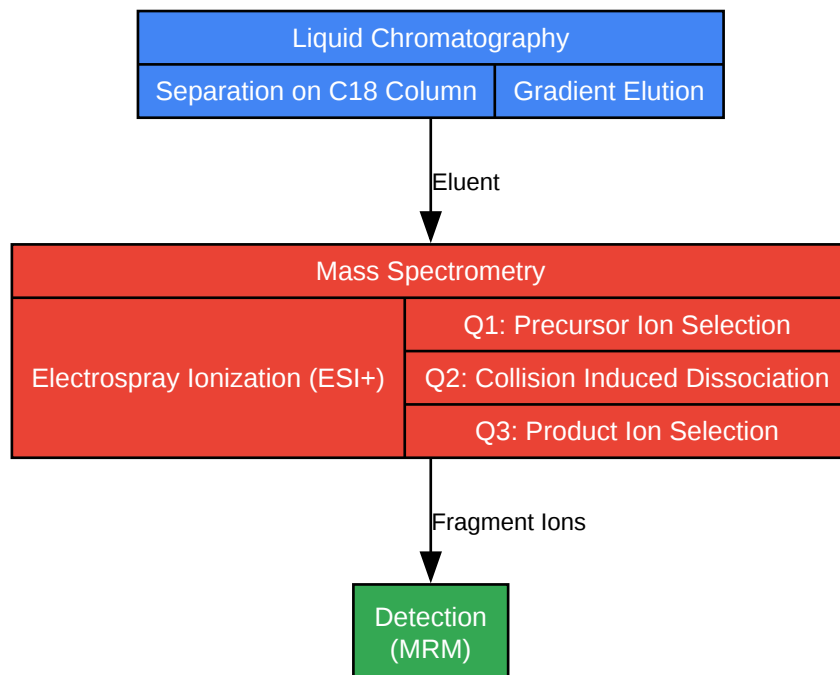 Liquid Chromatography
Separation on C18 Column
Gradient Elution
Eluent
Mass Spectrometry
Electrospray Ionization (ESI+)
Q1: Precursor Ion Selection
Q2: Collision Induced Dissociation
Q3: Product Ion Selection
Fragment Ions
Detection
(MRM)